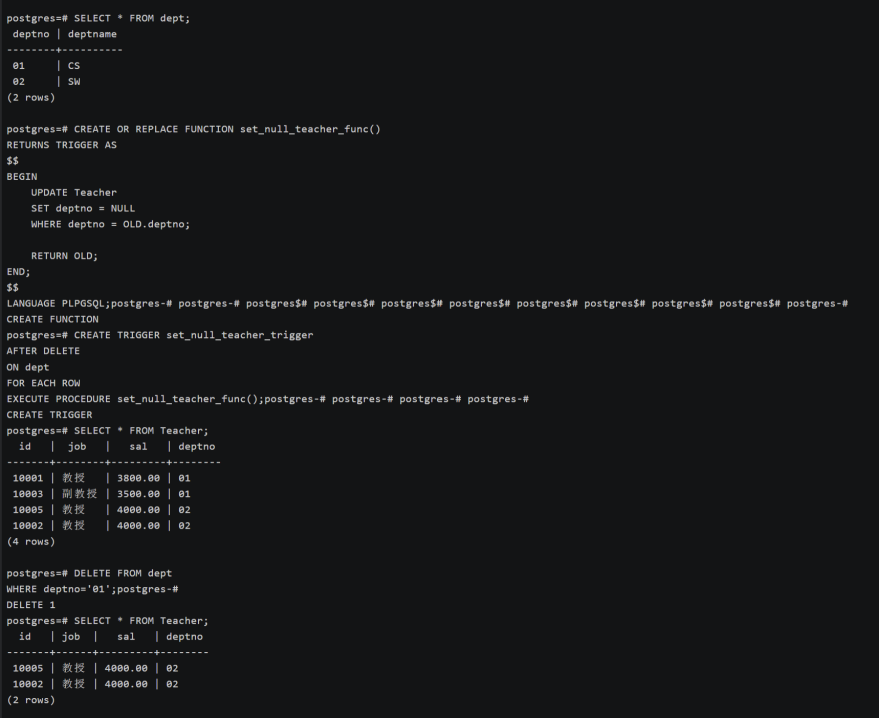 postgres=# SELECT * FROM dept;
 deptno | deptname
--------+----------
 01     | CS
 02     | SW
(2 rows)

postgres=# CREATE OR REPLACE FUNCTION set_null_teacher_func()
RETURNS TRIGGER AS
$$
BEGIN
    UPDATE Teacher
    SET deptno = NULL
    WHERE deptno = OLD.deptno;

    RETURN OLD;
END;
$$
LANGUAGE PLPGSQL;postgres-# postgres-# postgres$# postgres$# postgres$# postgres$# postgres$# postgres$# postgres$# postgres$# postgres-#
CREATE FUNCTION
postgres=# CREATE TRIGGER set_null_teacher_trigger
AFTER DELETE
ON dept
FOR EACH ROW
EXECUTE PROCEDURE set_null_teacher_func();postgres-# postgres-# postgres-# postgres-#
CREATE TRIGGER
postgres=# SELECT * FROM Teacher;
  id   |  job   |   sal   | deptno
-------+--------+---------+--------
 10001 | 教授   | 3800.00 | 01
 10003 | 副教授 | 3500.00 | 01
 10005 | 教授   | 4000.00 | 02
 10002 | 教授   | 4000.00 | 02
(4 rows)

postgres=# DELETE FROM dept
WHERE deptno='01';postgres-#
DELETE 1
postgres=# SELECT * FROM Teacher;
  id   | job  |   sal   | deptno
-------+------+---------+--------
 10005 | 教授 | 4000.00 | 02
 10002 | 教授 | 4000.00 | 02
(2 rows)